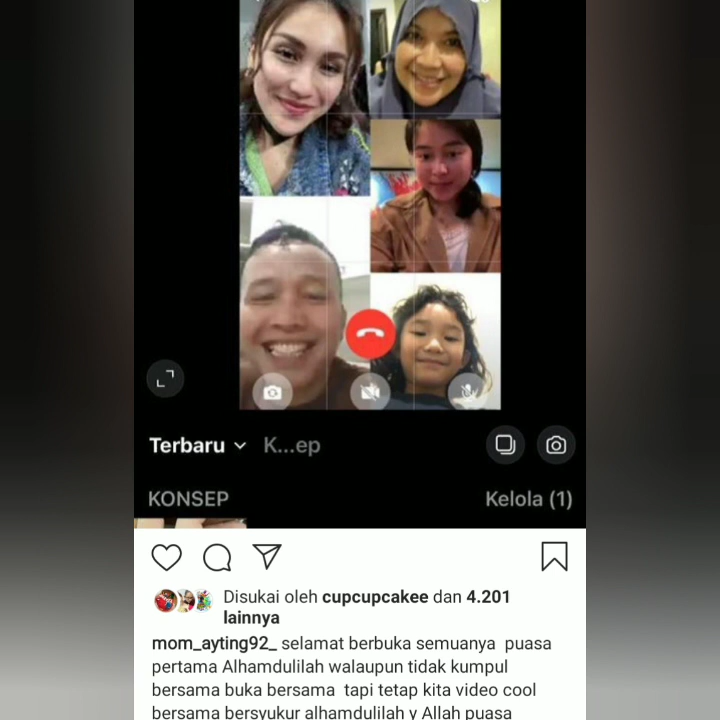 Terbaru K...ep
KONSEP Kelola (1)
Disukai oleh cupcupcakee dan 4.201
lainnya
mom_ayting92_ selamat berbuka semuanya puasa
pertama Alhamdulilah walaupun tidak kumpul
bersama buka bersama tapi tetap kita video cool
bersama bersyukur alhamdulilah y Allah puasa